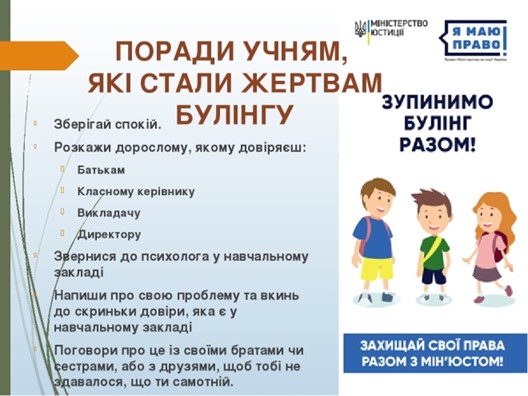 ПОРАДИ УЧНЯМ,
ЯКІ СТАЛИ ЖЕРТВАМ
БУЛІНГУ
Зберігай спокій.
Розкажи дорослому, якому довіряєш:
Батькам
Класному керівнику
Викладачу
Директору
Звернися до психолога у навчальному
закладі
Напиши про свою проблему та вкинь
до скриньки довіри, яка є у
навчальному закладі
Поговори про це із своїми братами чи
сестрами, або з друзями, щоб тобі не
здавалося, що ти самотній.
МІНІСТЕРСТВО
ЮСТИЦІЇ
Я МАЮ
ПРАВО!
ЗУПИНИМО
БУЛІНГ
РАЗОМ!
ЗАХИЩАЙ СВОЇ ПРАВА
РАЗОМ З МІН'ЮСТОМ!